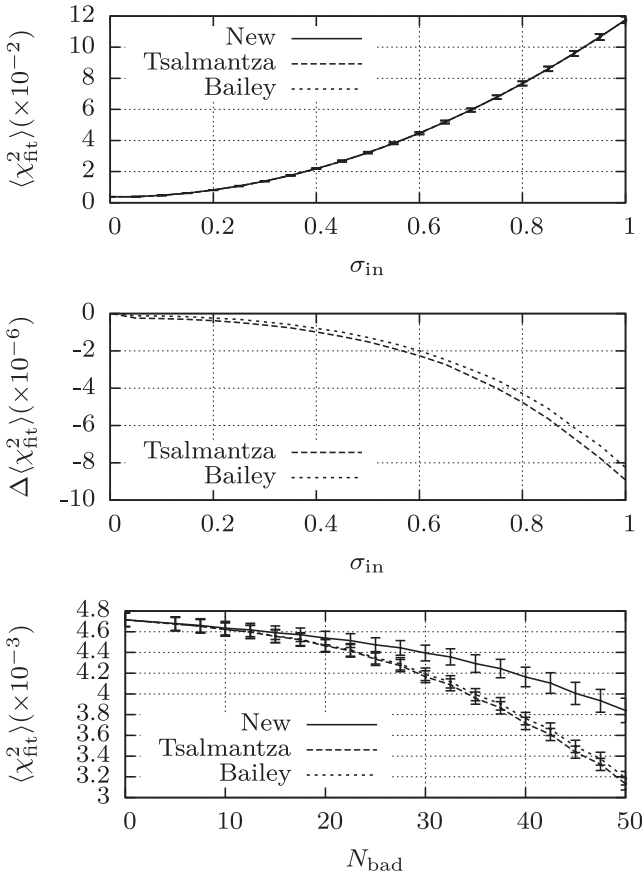 12
10
8
6
4
2
0
⟨χ²fit⟩(×10⁻²)
New
Tsalmantza
Bailey
0 0.2 0.4 0.6 0.8 1
σin
0
-2
-4
-6
-8
-10
Δ⟨χ²fit⟩(×10⁻⁶)
Tsalmantza
Bailey
0 0.2 0.4 0.6 0.8 1
σin
4.8
4.6
4.4
4.2
4
3.8
3.6
3.4
3.2
3
⟨χ²fit⟩(×10⁻³)
New
Tsalmantza
Bailey
0 10 20 30 40 50
Nbad